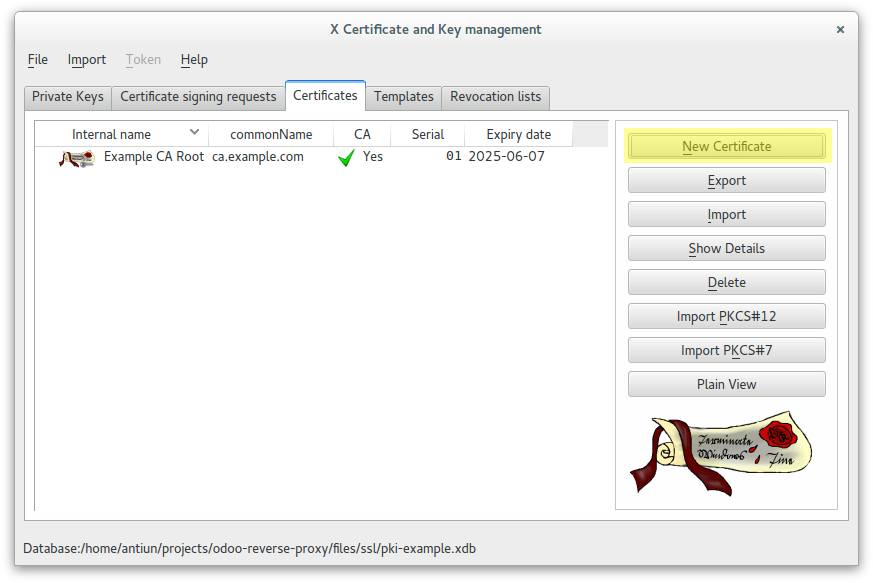 X Certificate and Key management
×
File Import Token Help
Private Keys Certificate signing requests Certificates Templates Revocation lists
Internal name commonName CA Serial Expiry date
Example CA Root ca.example.com Yes 01 2025-06-07
New Certificate
Export
Import
Show Details
Delete
Import PKCS#12
Import PKCS#7
Plain View
Terminate
Windows
Time
Database:/home/antiun/projects/odoo-reverse-proxy/files/ssl/pki-example.xdb